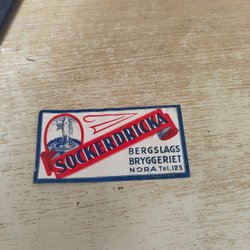 SOCKERDRICKA
BERGSLAGS
BRYGGERIET
NORA Tel. 125